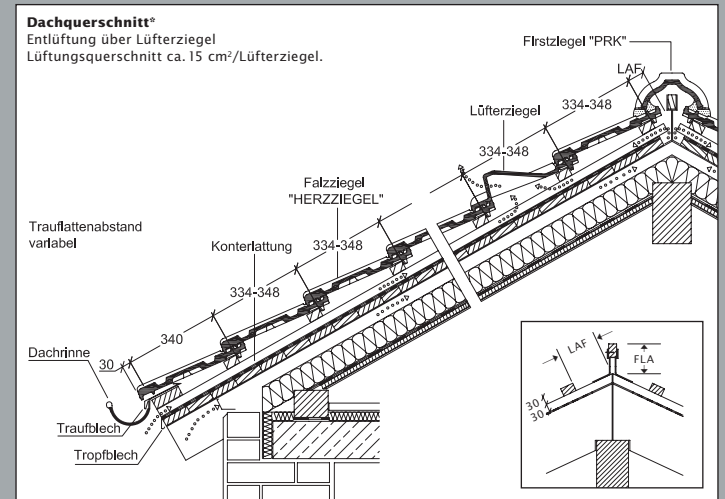 Dachquerschnitt*
Entlüftung über Lüfterziegel
Lüftungsquerschnitt ca. 15 cm²/Lüfterziegel.
Firstziegel "PRK"
LAF
334-348
Lüfterziegel
334-348
Falzziegel
"HERZZIEGEL"
Trauflattenabstand
variabel
Konterlattung
334-348
334-348
340
Dachrinne
30
Traufblech
Tropfblech
LAF
FLA
30
30